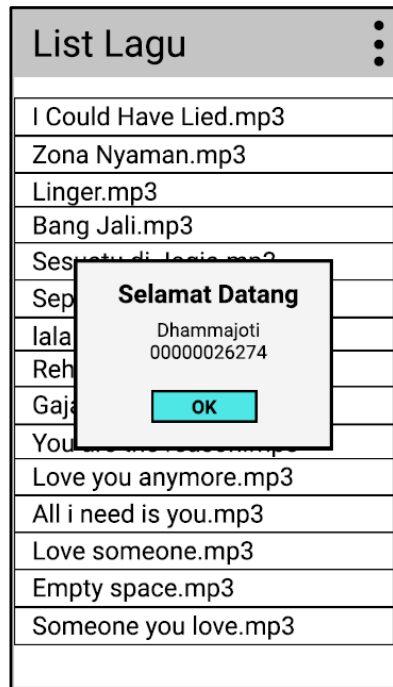 List Lagu
I Could Have Lied.mp3
Zona Nyaman.mp3
Linger.mp3
Bang Jali.mp3
Selamat Datang
Dhammajoti
00000026274
OK
Love you anymore.mp3
All i need is you.mp3
Love someone.mp3
Empty space.mp3
Someone you love.mp3